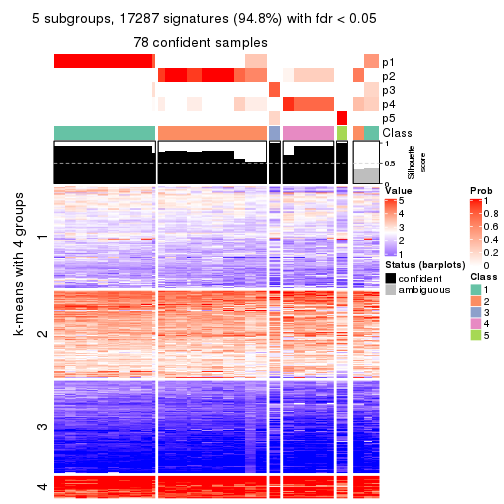 5 subgroups, 17287 signatures (94.8%) with fdr < 0.05
78 confident samples
p1
p2
p3
p4
p5
Class
1
0.5
0
Silhouette
score
k-means with 4 groups
1
2
3
4
Value
5
4
3
2
1
Status (barplots)
confident
ambiguous
Prob
1
0.8
0.6
0.4
0.2
0
Class
1
2
3
4
5